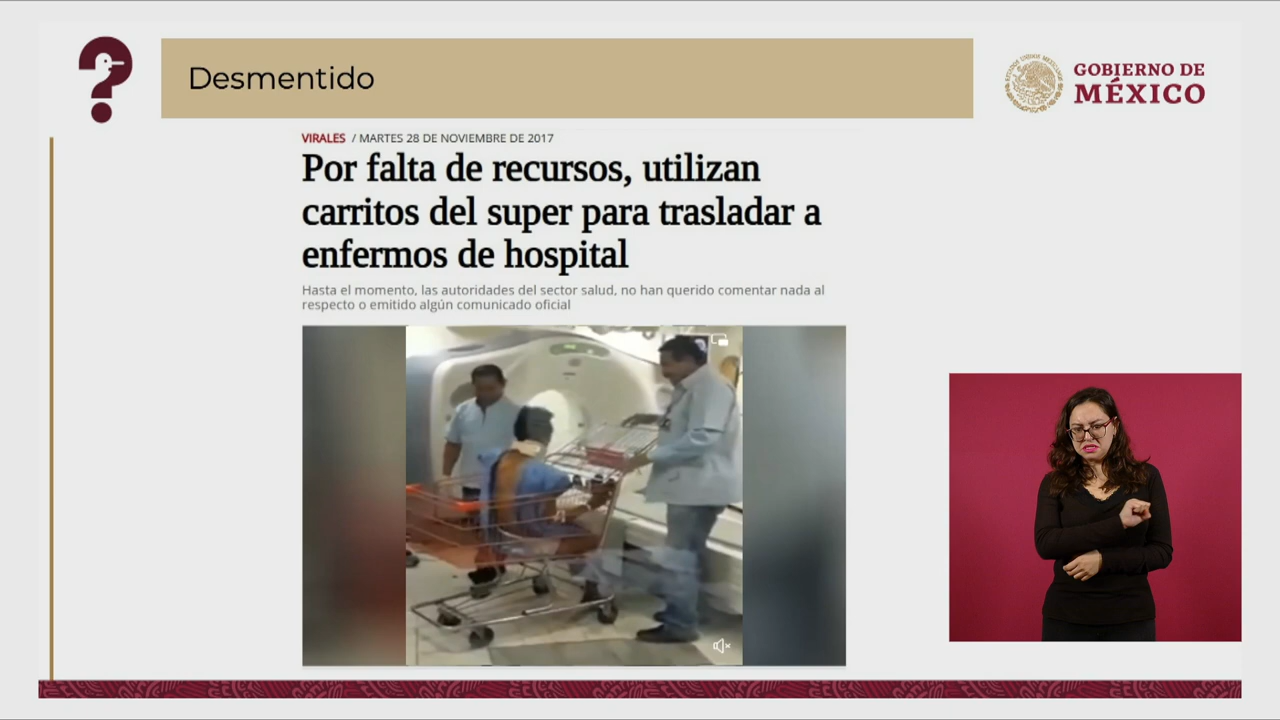 Desmentido
GOBIERNO DE
MÉXICO
VIRALES / MARTES 28 DE NOVIEMBRE DE 2017
Por falta de recursos, utilizan
carritos del super para trasladar a
enfermos de hospital
Hasta el momento, las autoridades del sector salud, no han querido comentar nada al
respecto o emitido algún comunicado oficial